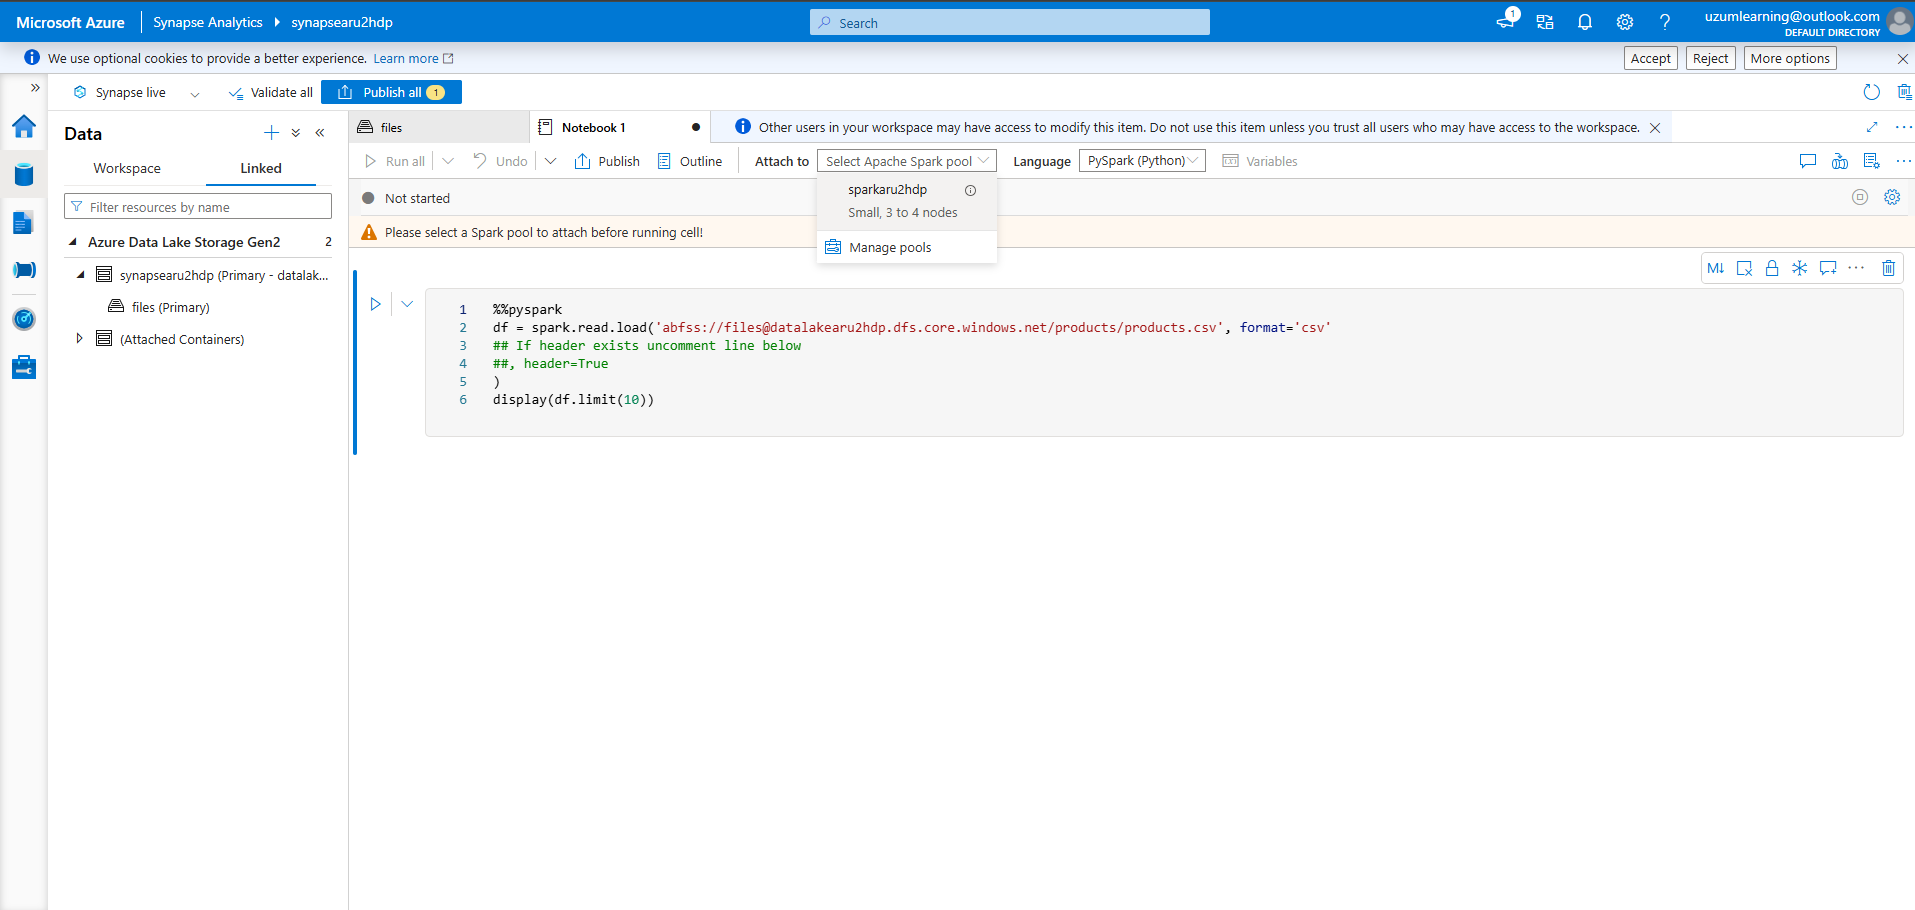 Microsoft Azure
Synapse Analytics
synapsearu2hdp
Search
1
uzumlearning@outlook.com
DEFAULT DIRECTORY
We use optional cookies to provide a better experience. Learn more
Accept
Reject
More options
Synapse live
Validate all
Publish all 1
Data
Workspace
Linked
Filter resources by name
Azure Data Lake Storage Gen2 2
synapsearu2hdp (Primary - datalak...
files (Primary)
(Attached Containers)
files
Notebook 1
Other users in your workspace may have access to modify this item. Do not use this item unless you trust all users who may have access to the workspace.
Run all
Undo
Publish
Outline
Attach to
Select Apache Spark pool
Language
PySpark (Python)
Variables
Not started
sparkaru2hdp
Small, 3 to 4 nodes
Manage pools
Please select a Spark pool to attach before running cell!
M↓
1 %%pyspark
2 df = spark.read.load('abfss://files@datalakearu2hdp.dfs.core.windows.net/products/products.csv', format='csv'
3 ## If header exists uncomment line below
4 ##, header=True
5 )
6 display(df.limit(10))